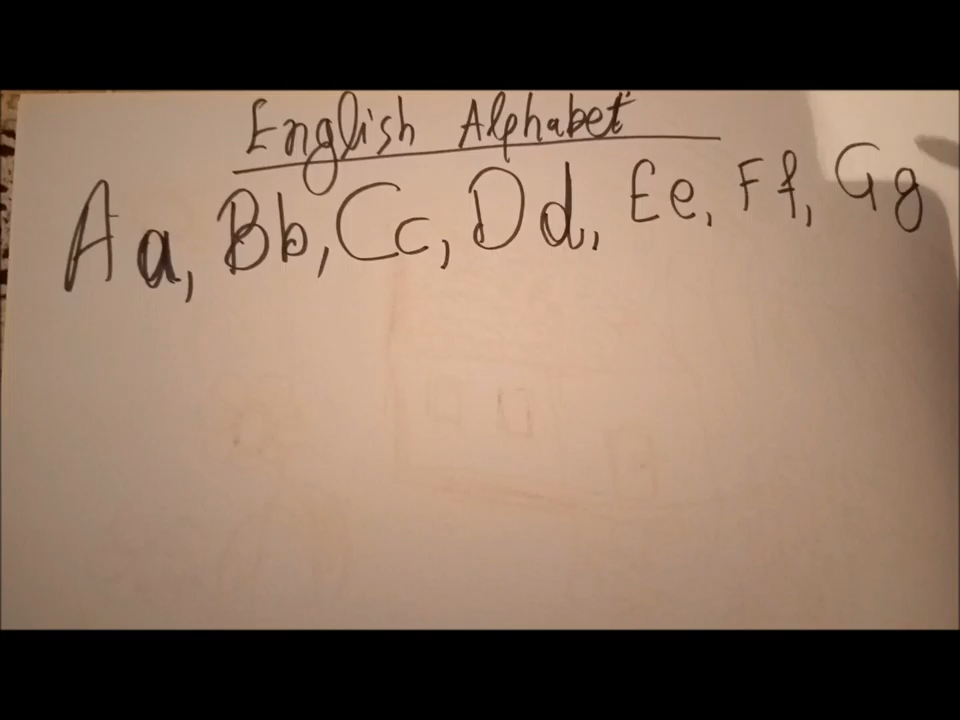 English Alphabet
Aa, Bb, Cc, Dd, Ee, Ff, Gg